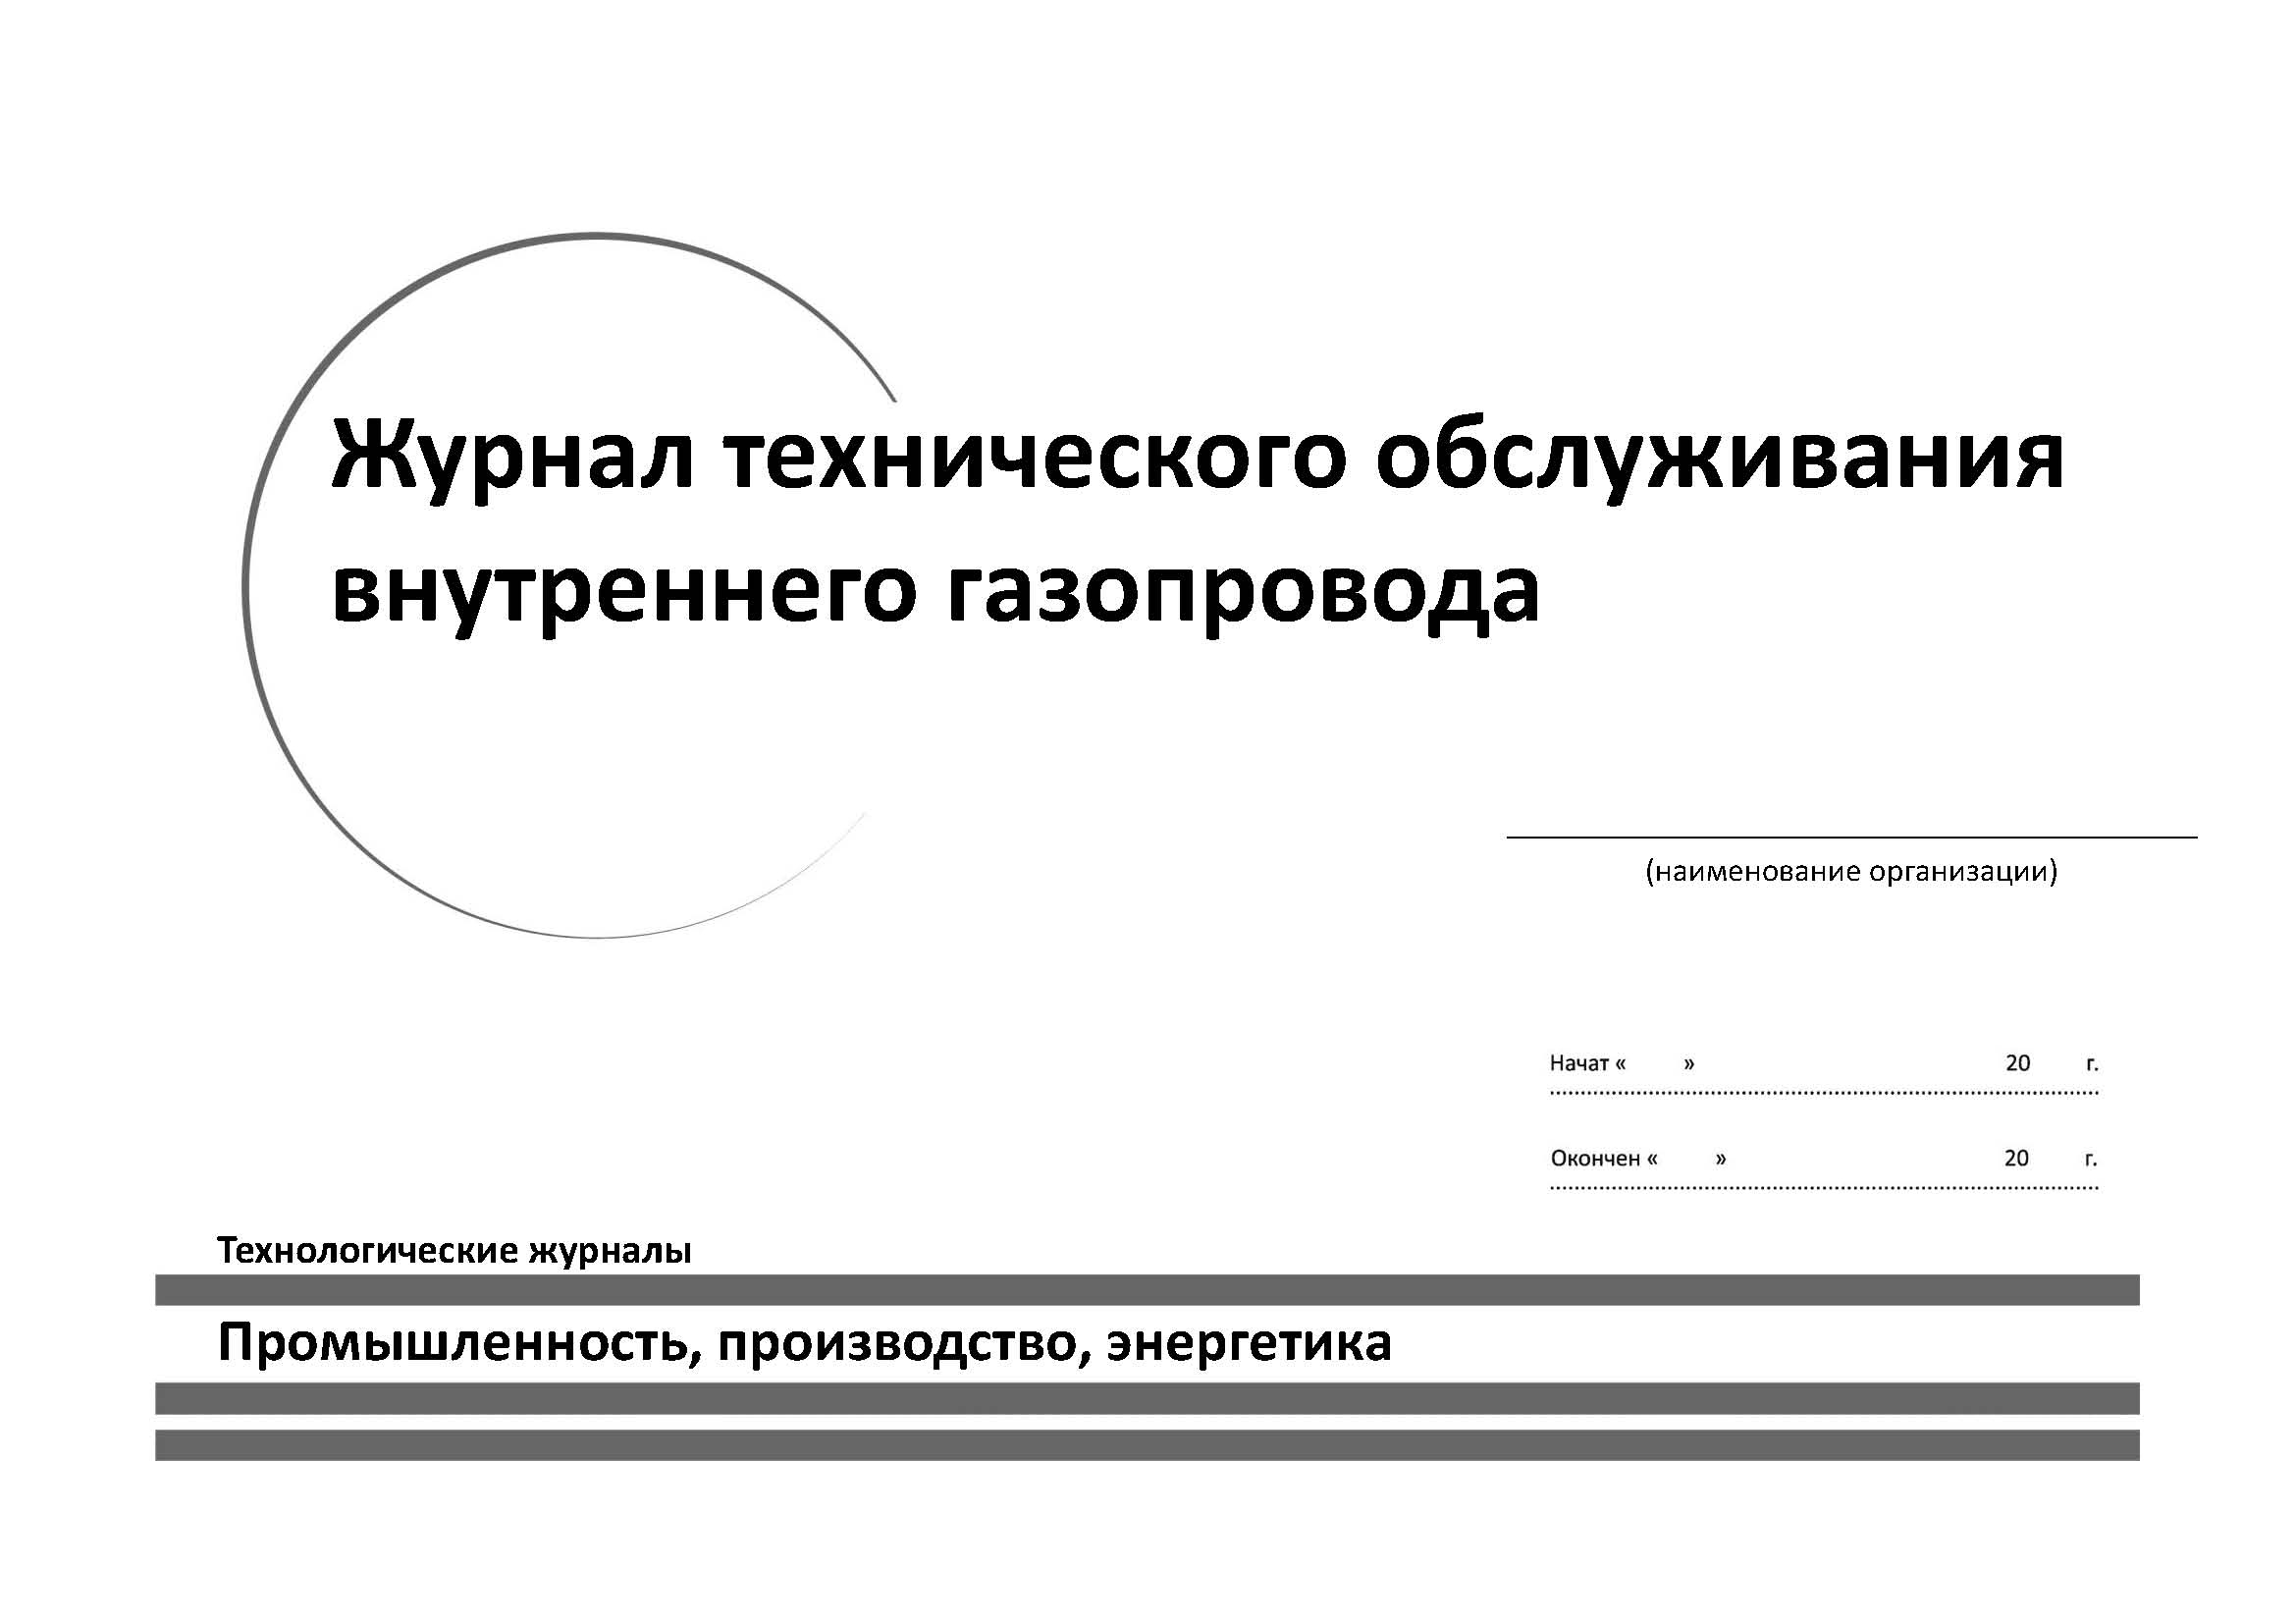 Журнал технического обслуживания
внутреннего газопровода
(наименование организации)
Начат « » 20 г.
Окончен « » 20 г.
Технологические журналы
Промышленность, производство, энергетика